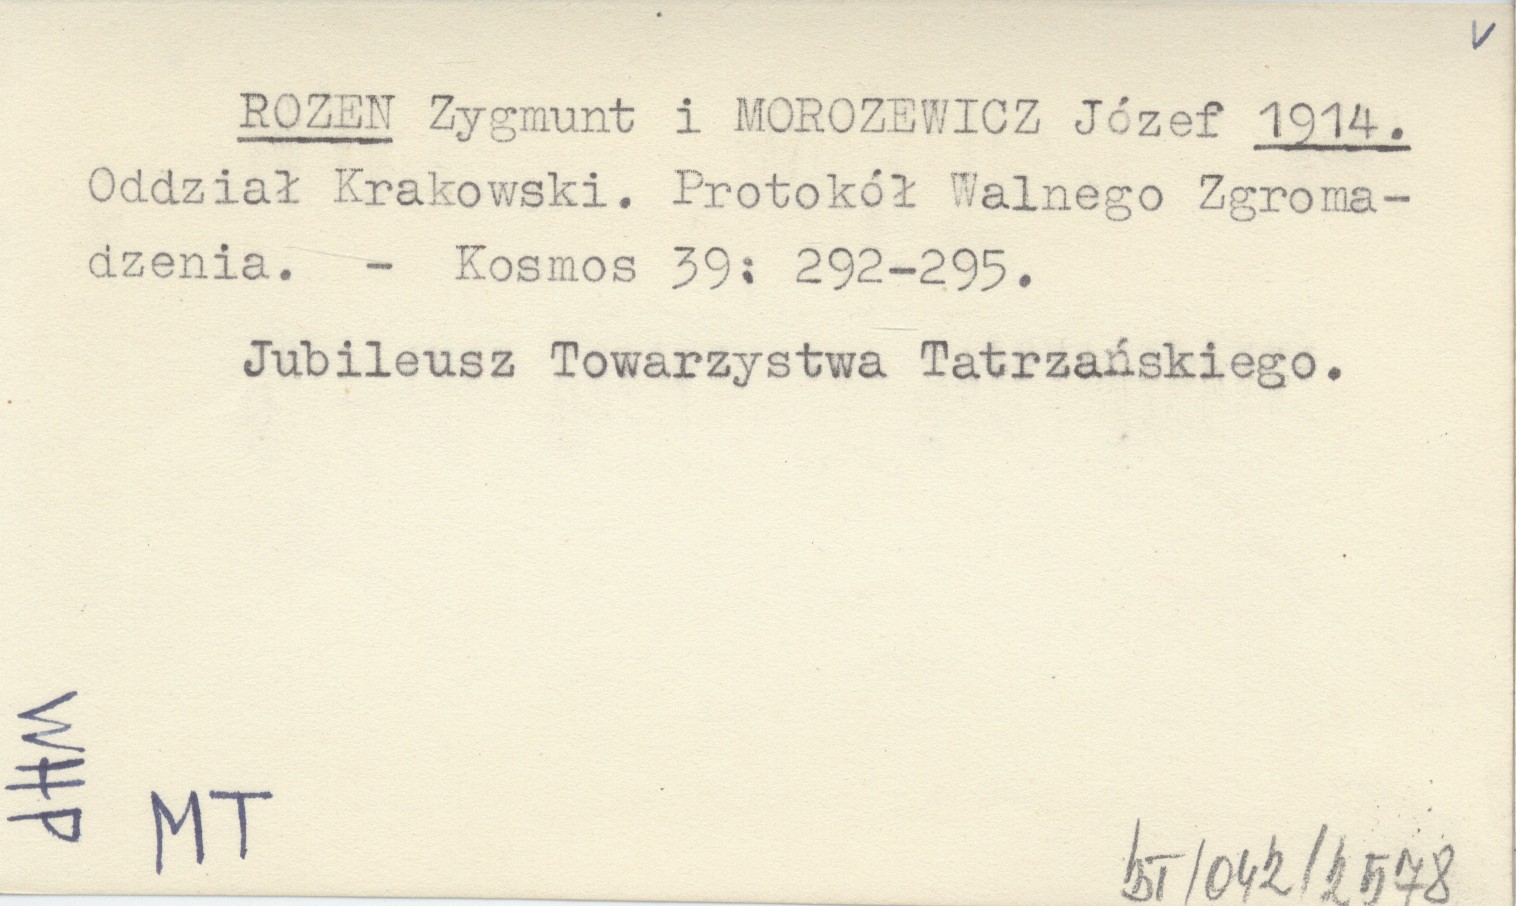 V
ROZEN Zygmunt i MOROZEWICZ Józef 1914.
Oddział Krakowski. Protokół Walnego Zgroma-
dzenia. - Kosmos 39: 292-295.
Jubileusz Towarzystwa Tatrzańskiego.
WHP
MT
/042/2578